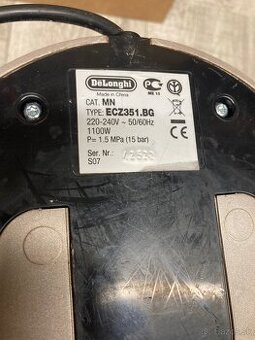 DeLonghi
Made in China
CAT. MN
TYPE: ECZ351.BG
220-240V ~ 50/60Hz
1100W
P= 1.5 MPa (15 bar)
Ser. Nr.:
S07